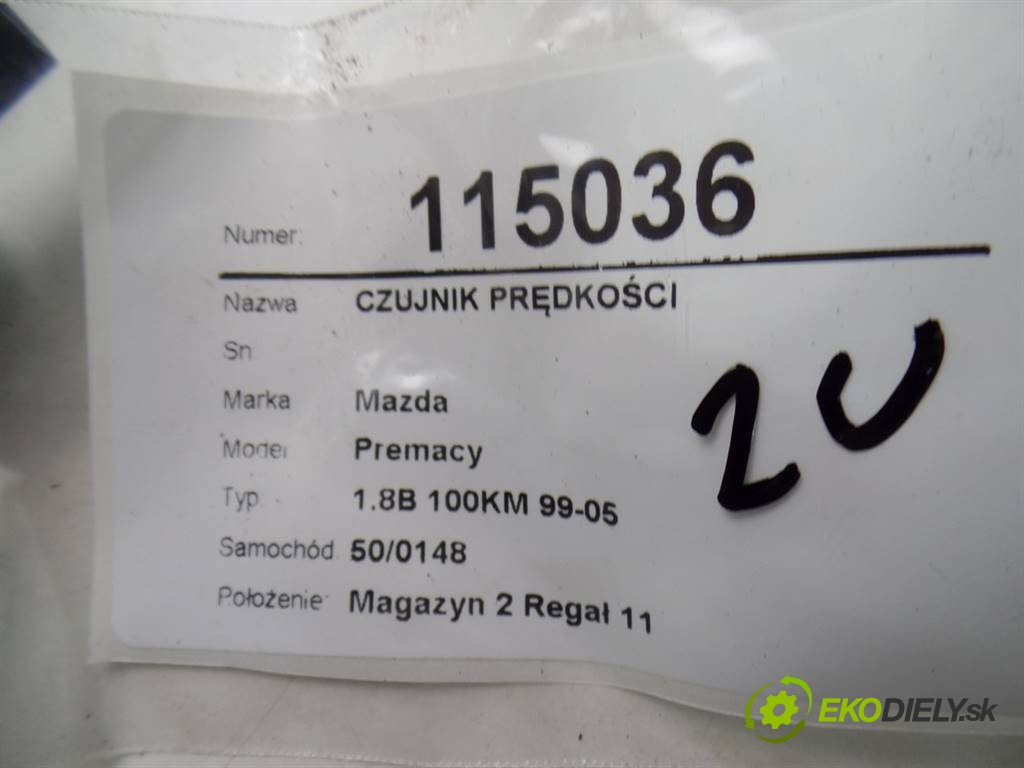 Numer: 115036
Nazwa CZUJNIK PRĘDKOŚCI
Sn
Marka Mazda
Model Premacy
Typ 1.8B 100KM 99-05
Samochód 50/0148
Położenie: Magazyn 2 Regał 11
20
EKODIELY.sk